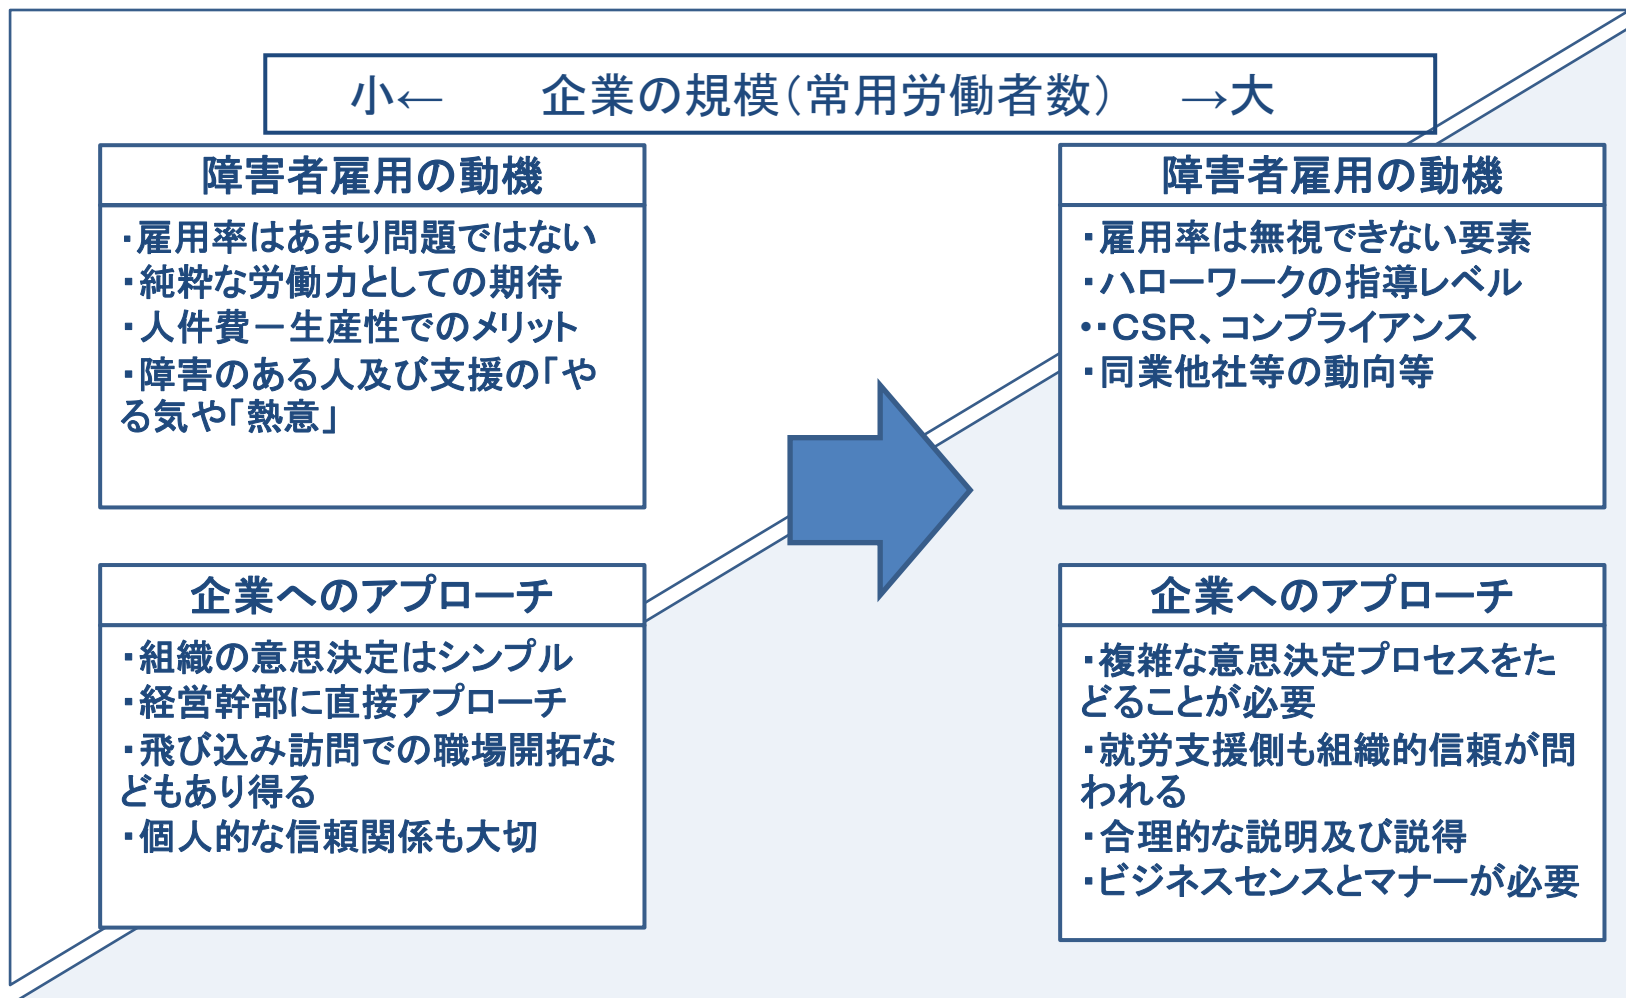 小← 企業の規模(常用労働者数) →大
障害者雇用の動機
・雇用率はあまり問題ではない
・純粋な労働力としての期待
・人件費－生産性でのメリット
・障害のある人及び支援の「や
る気や「熱意」
企業へのアプローチ
・組織の意思決定はシンプル
・経営幹部に直接アプローチ
・飛び込み訪問での職場開拓な
どもあり得る
・個人的な信頼関係も大切
障害者雇用の動機
・雇用率は無視できない要素
・ハローワークの指導レベル
•・CSR、コンプライアンス
・同業他社等の動向等
企業へのアプローチ
・複雑な意思決定プロセスをた
どることが必要
・就労支援側も組織的信頼が問
われる
・合理的な説明及び説得
・ビジネスセンスとマナーが必要